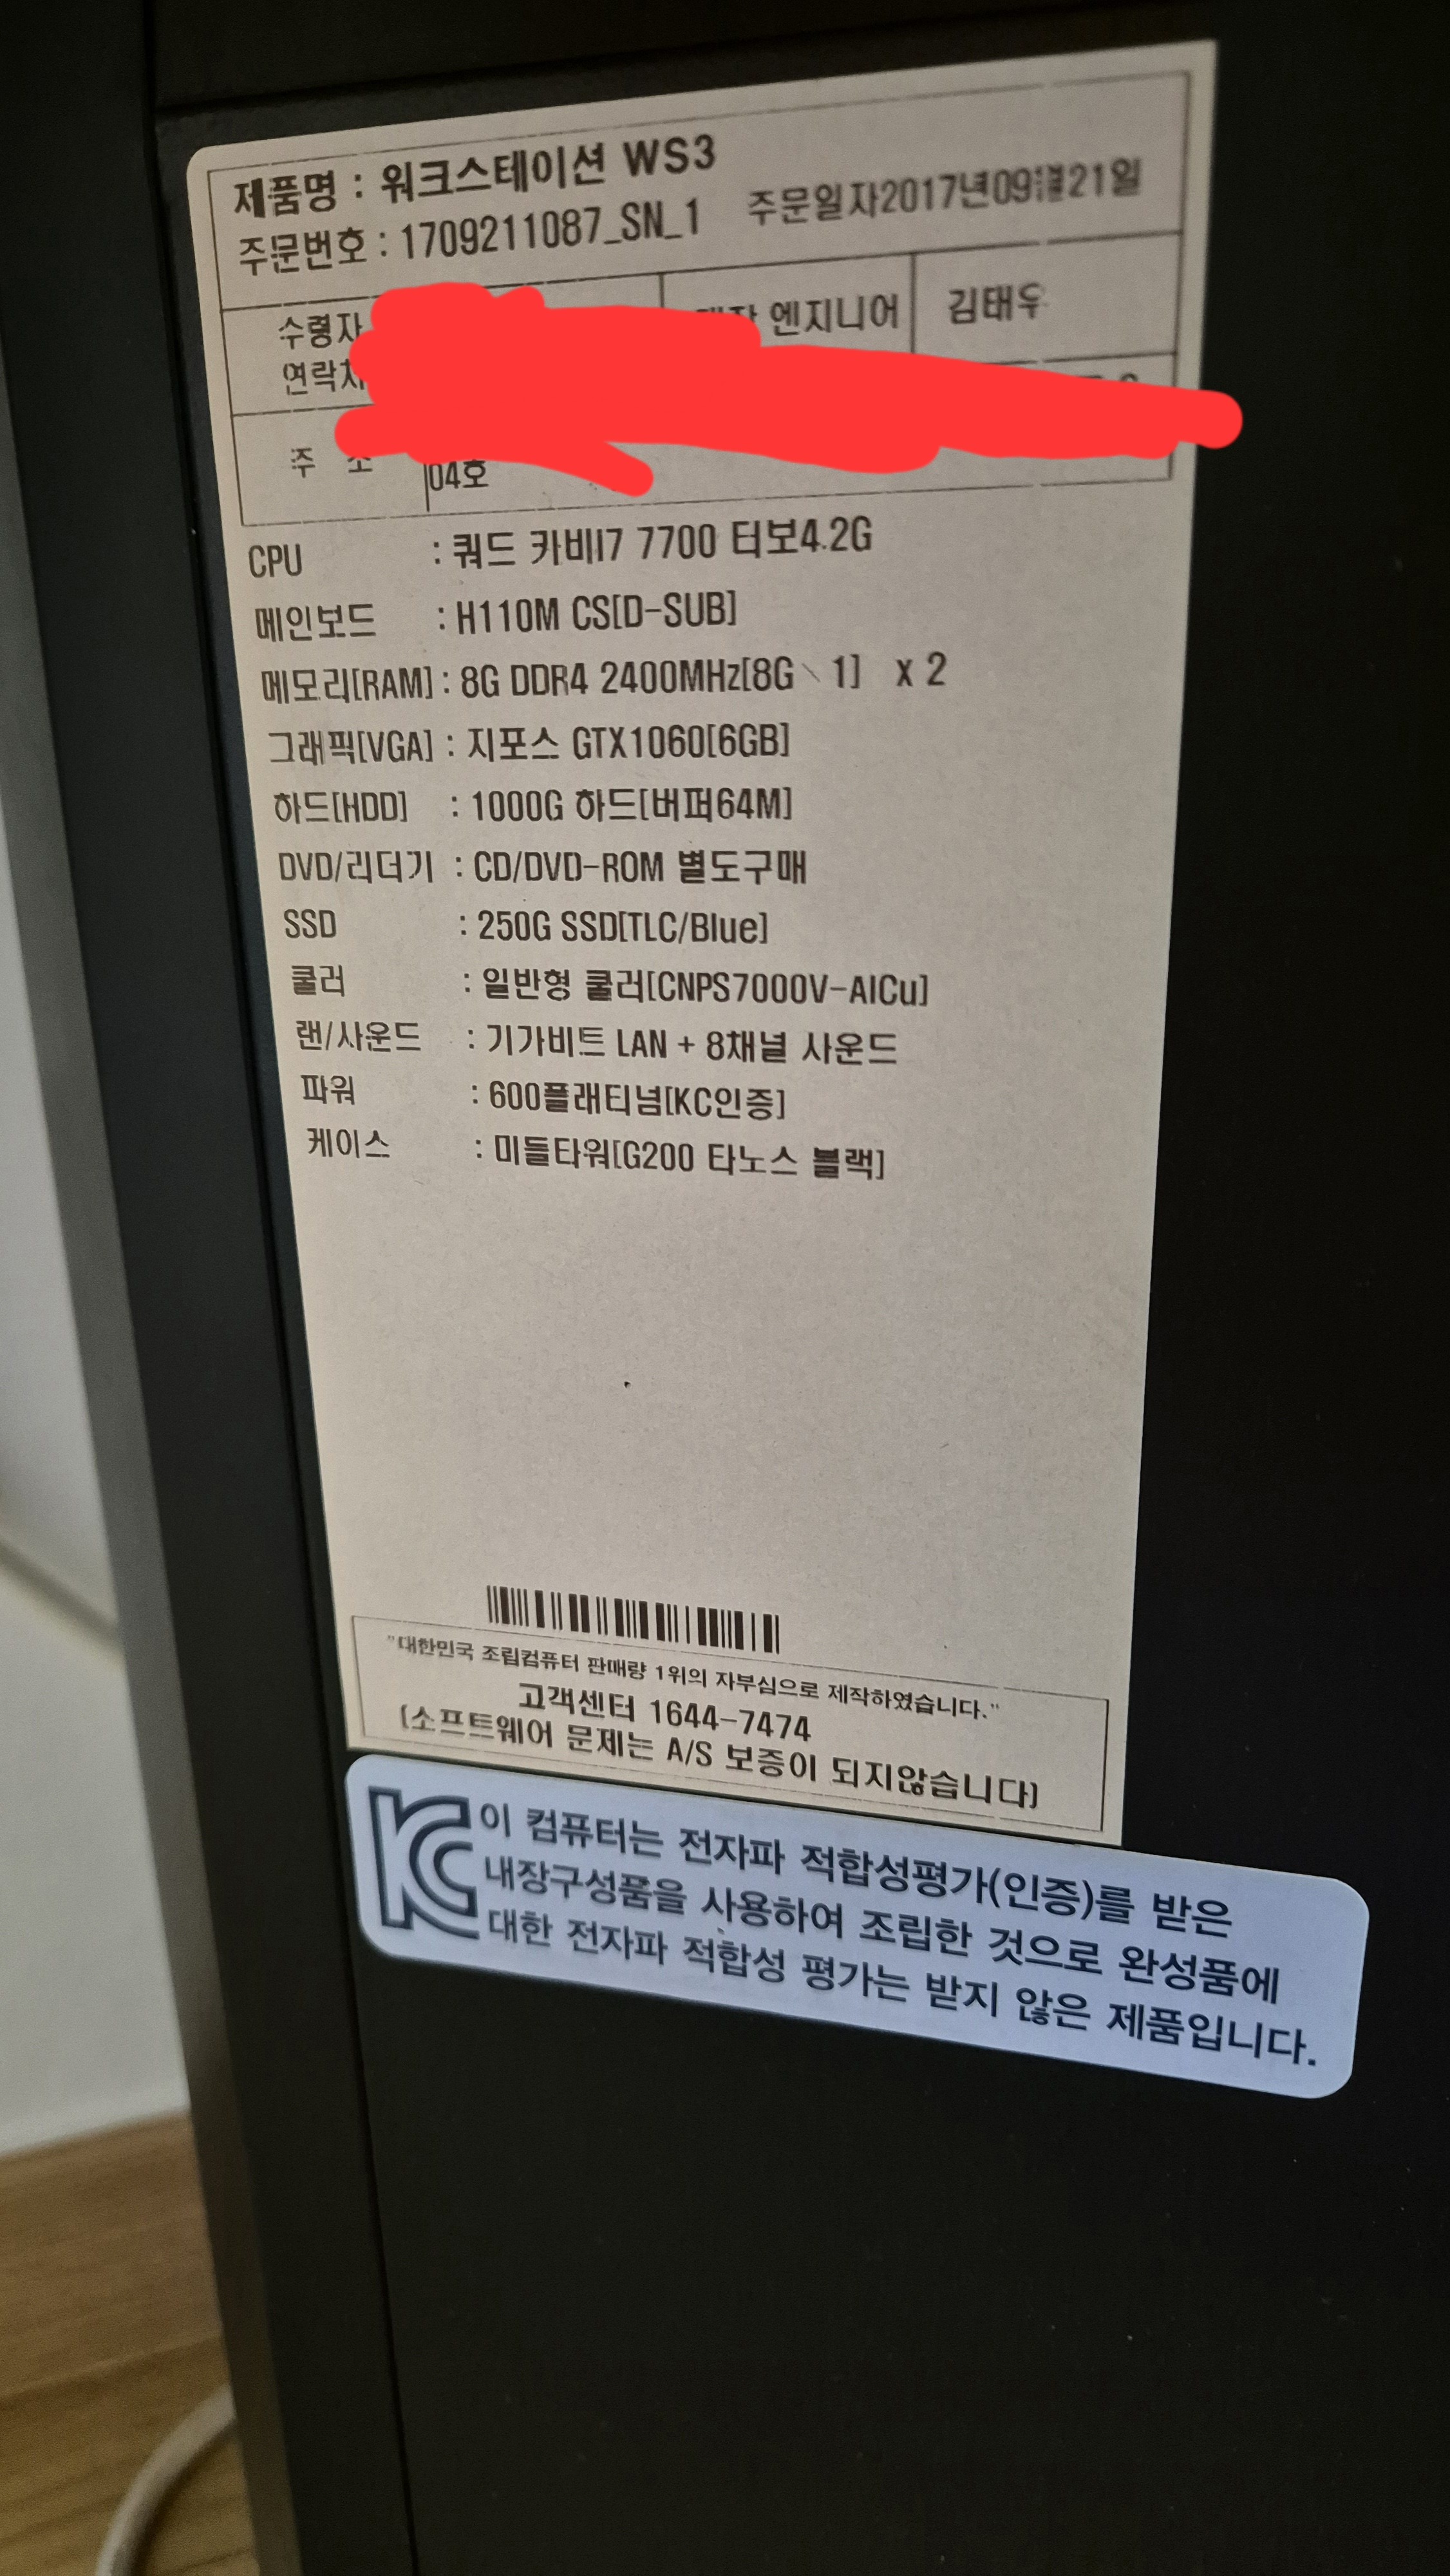 제품명 : 워크스테이션 WS3
주문번호 : 1709211087_SN_1 주문일자2017년09월21일
수령자 엔지니어 김태우
연락처
주 소 04호
CPU : 쿼드 카비I7 7700 터보4.2G
메인보드 : H110M CS[D-SUB]
메모리[RAM] : 8G DDR4 2400MHz[8G 1] x 2
그래픽[VGA] : 지포스 GTX1060[6GB]
하드[HDD] : 1000G 하드[버퍼64M]
DVD/리더기 : CD/DVD-ROM 별도구매
SSD : 250G SSD[TLC/Blue]
쿨러 : 일반형 쿨러[CNPS7000V-AlCu]
랜/사운드 : 기가비트 LAN + 8채널 사운드
파워 : 600플래티넘[KC인증]
케이스 : 미들타워[G200 타노스 블랙]
"대한민국 조립컴퓨터 판매량 1위의 자부심으로 제작하였습니다."
고객센터 1644-7474
[소프트웨어 문제는 A/S 보증이 되지않습니다]
KC 이 컴퓨터는 전자파 적합성평가(인증)를 받은
내장구성품을 사용하여 조립한 것으로 완성품에
대한 전자파 적합성 평가는 받지 않은 제품입니다.